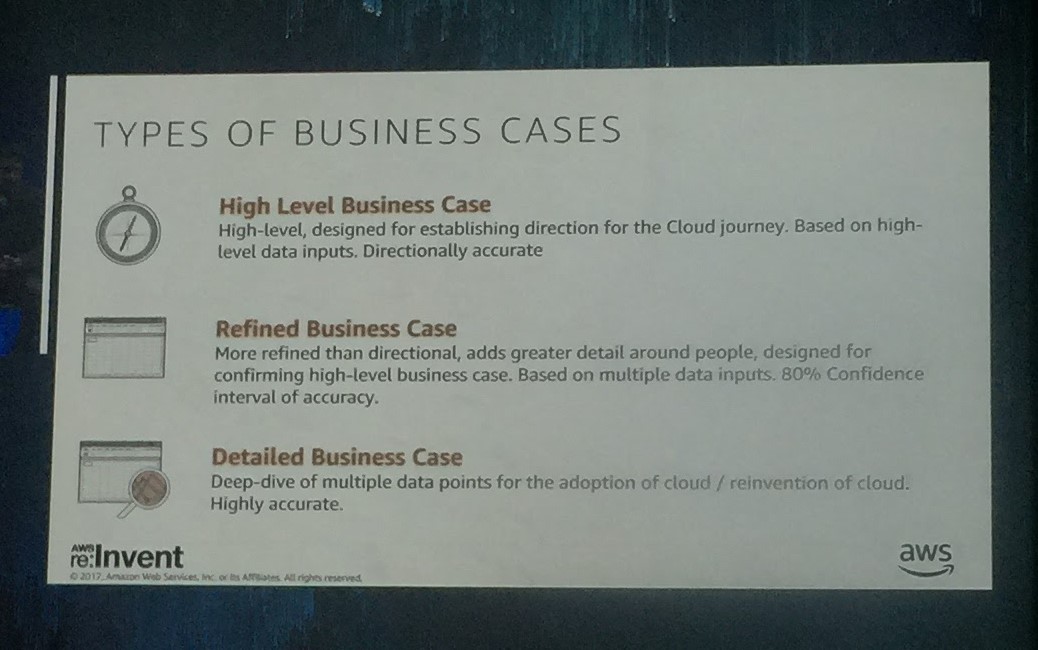 TYPES OF BUSINESS CASES
High Level Business Case
High-level, designed for establishing direction for the Cloud journey. Based on high-
level data inputs. Directionally accurate
Refined Business Case
More refined than directional, adds greater detail around people, designed for
confirming high-level business case. Based on multiple data inputs. 80% Confidence
interval of accuracy.
Detailed Business Case
Deep-dive of multiple data points for the adoption of cloud / reinvention of cloud.
Highly accurate.
AWS
re:Invent
aws
© 2017, Amazon Web Services, Inc. or its Affiliates. All rights reserved.